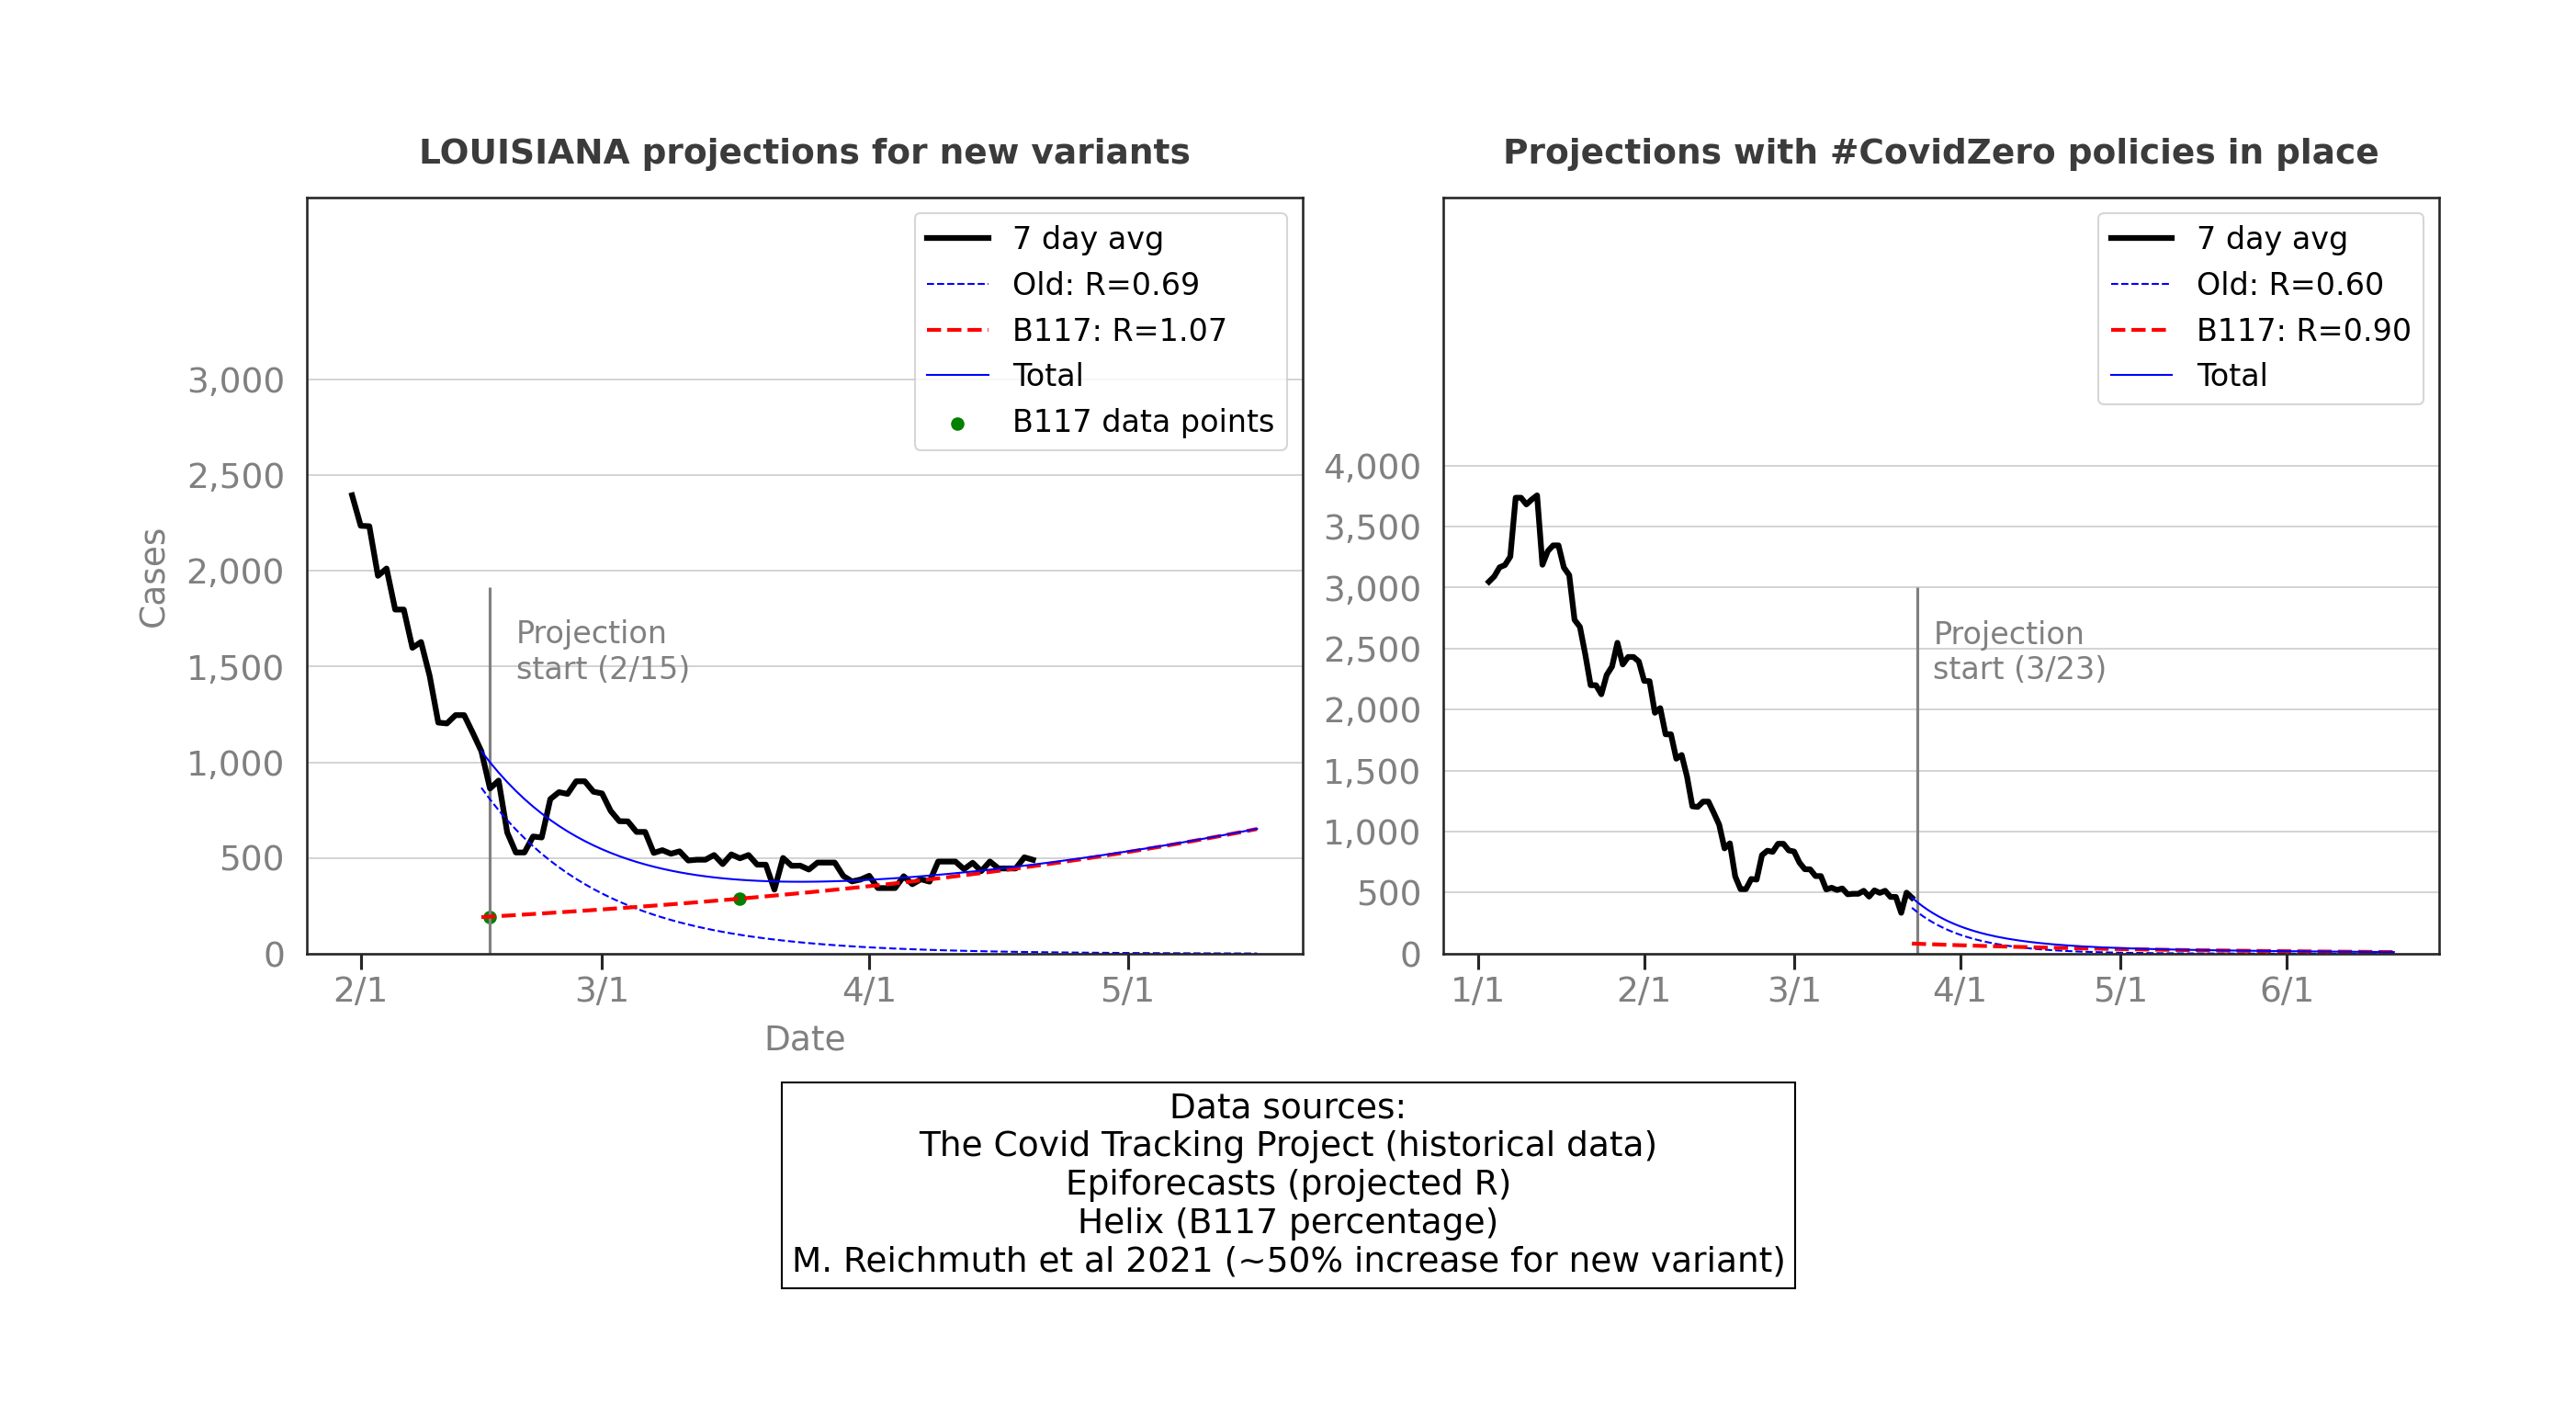 LOUISIANA projections for new variants
7 day avg
Old: R=0.69
B117: R=1.07
Total
B117 data points
3,000
2,500
2,000
1,500
1,000
500
0
Cases
Projection
start (2/15)
2/1
3/1
4/1
5/1
Date
Projections with #CovidZero policies in place
7 day avg
Old: R=0.60
B117: R=0.90
Total
4,000
3,500
3,000
2,500
2,000
1,500
1,000
500
0
Projection
start (3/23)
1/1
2/1
3/1
4/1
5/1
6/1
Data sources:
The Covid Tracking Project (historical data)
Epiforecasts (projected R)
Helix (B117 percentage)
M. Reichmuth et al 2021 (~50% increase for new variant)